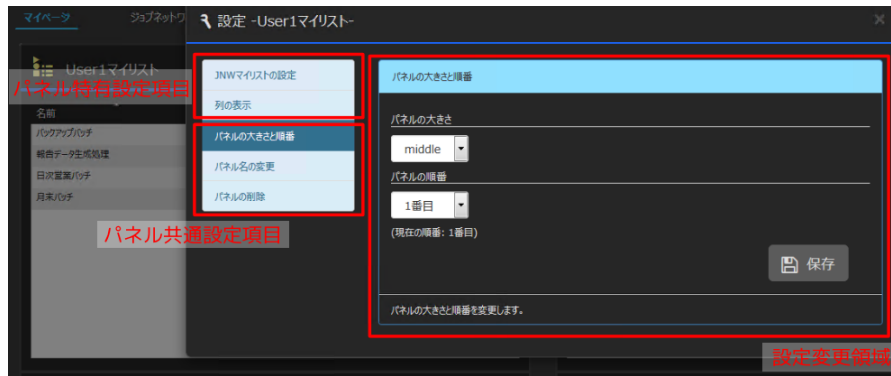 マイページ
ジョブネットワ
設定 -User1マイリスト-
User1マイリスト
パネル特有設定項目
名前
バックアップバッチ
報告データ生成処理
日次営業バッチ
月末バッチ
JNWマイリストの設定
列の表示
パネルの大きさと順番
パネル名の変更
パネルの削除
パネル共通設定項目
パネルの大きさと順番
パネルの大きさ
middle
パネルの順番
1番目
(現在の順番: 1番目)
保存
パネルの大きさと順番を変更します。
設定変更領域